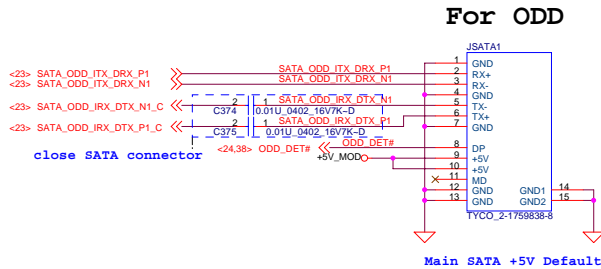 For ODD
JSATA1
<23> SATA_ODD_ITX_DRX_P1
SATA_ODD_ITX_DRX_P1
<23> SATA_ODD_ITX_DRX_N1
SATA_ODD_ITX_DRX_N1
<23> SATA_ODD_IRX_DTX_N1_C
2 1 SATA_ODD_IRX_DTX_N1
C374 0.01U_0402_16V7K~D
<23> SATA_ODD_IRX_DTX_P1_C
2 1 SATA_ODD_IRX_DTX_P1
C375 0.01U_0402_16V7K~D
close SATA connector
<24,38> ODD_DET#
ODD_DET#
+5V_MOD
1 GND
2 RX+
3 RX-
4 GND
5 TX-
6 TX+
7 GND
8 DP
9 +5V
10 +5V
11 MD
12 GND
13 GND
GND1 14
GND2 15
TYCO_2-1759838-8
Main SATA +5V Default